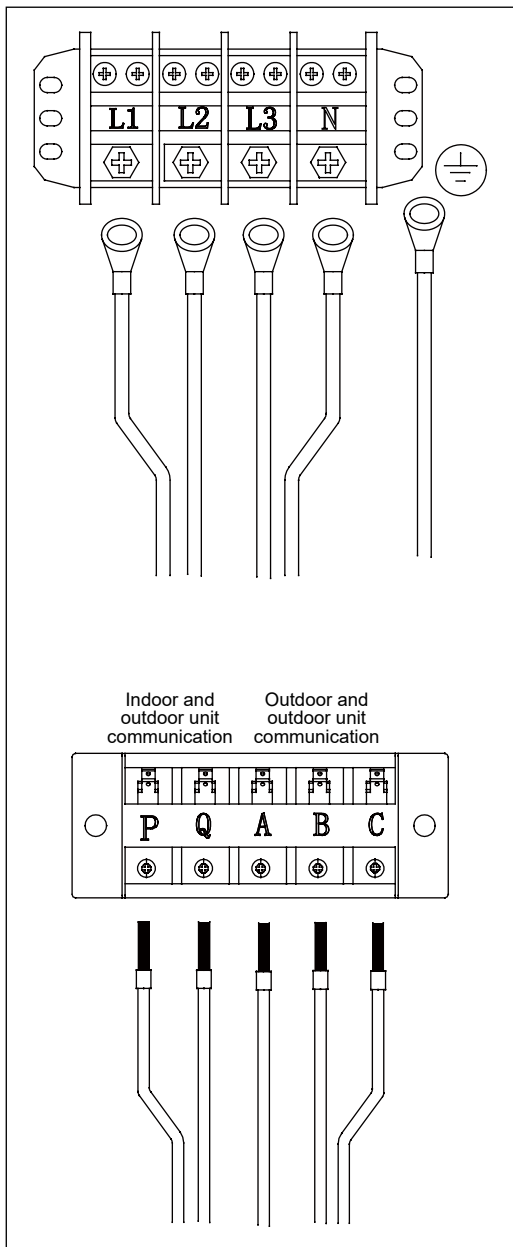 L1 L2 L3 N
Indoor and
outdoor unit
communication
Outdoor and
outdoor unit
communication
P Q A B C